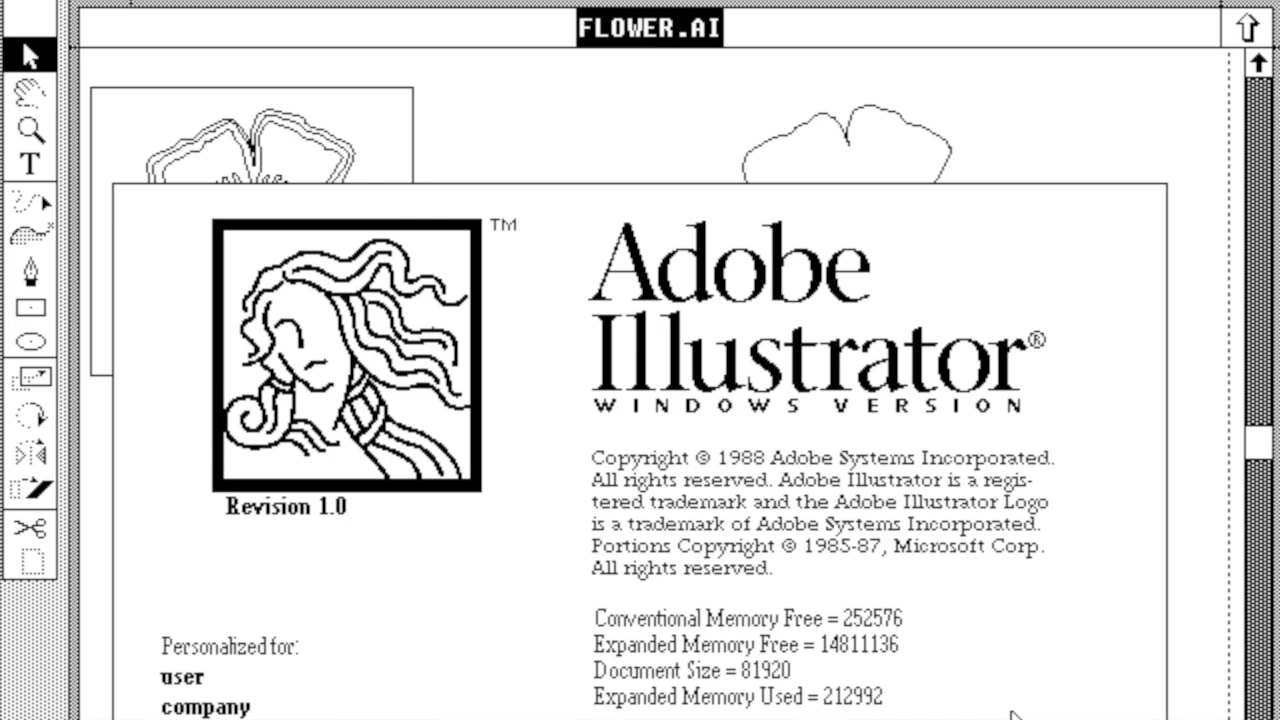 FLOWER.AI
T
TM
Adobe
Illustrator®
WINDOWS VERSION
Revision 1.0
Copyright © 1988 Adobe Systems Incorporated.
All rights reserved. Adobe Illustrator is a regis-
tered trademark and the Adobe Illustrator Logo
is a trademark of Adobe Systems Incorporated.
Portions Copyright © 1985-87, Microsoft Corp.
All rights reserved.
Conventional Memory Free = 252576
Expanded Memory Free = 14811136
Document Size = 81920
Expanded Memory Used = 212992
Personalized for:
user
company